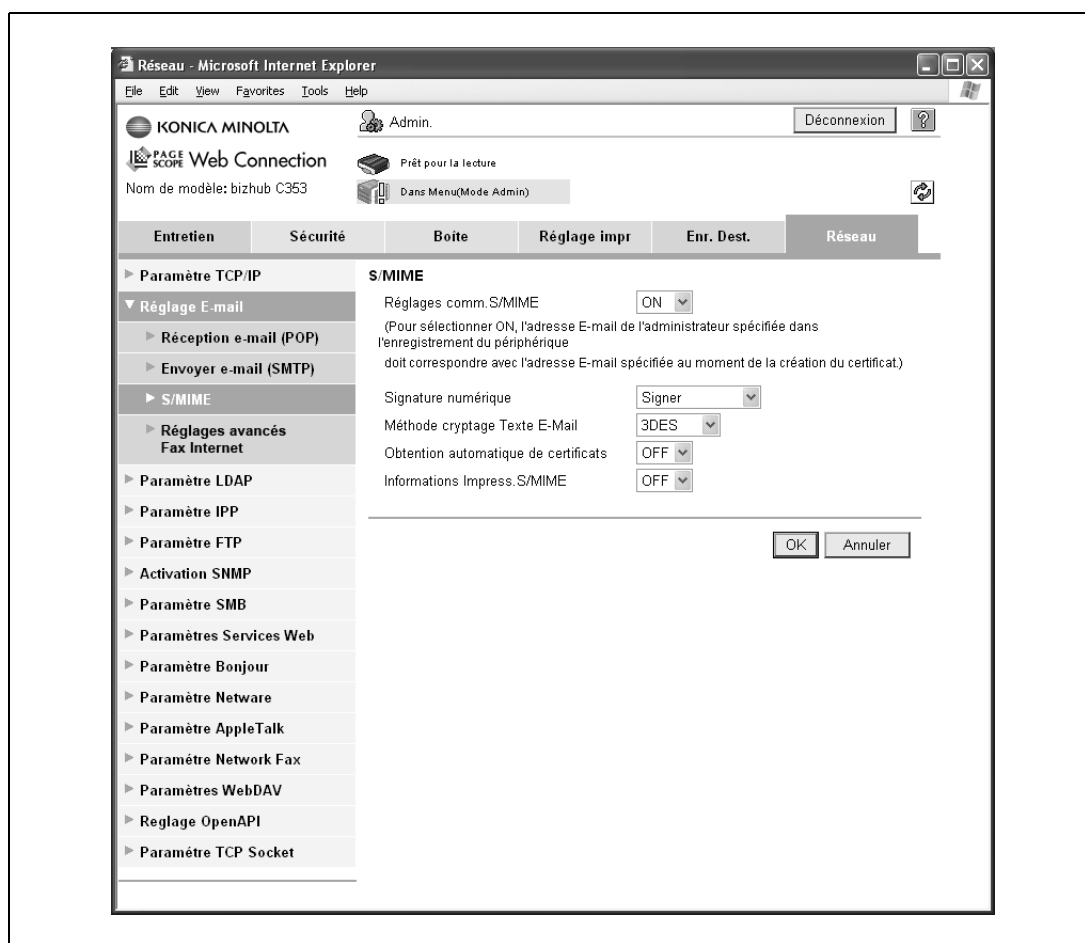 Réseau - Microsoft Internet Explorer
File Edit View Favorites Tools Help
KONICA MINOLTA
Admin.
Déconnexion
?
PAGE SCOPE Web Connection
Prêt pour la lecture
Nom de modèle: bizhub C353
Dans Menu(Mode Admin)
Entretien Sécurité Boîte Réglage impr Enr. Dest. Réseau
Paramètre TCP/IP
Réglage E-mail
Réception e-mail (POP)
Envoyer e-mail (SMTP)
S/MIME
Réglages avancés
Fax Internet
Paramètre LDAP
Paramètre IPP
Paramètre FTP
Activation SNMP
Paramètre SMB
Paramètres Services Web
Paramètre Bonjour
Paramètre Netware
Paramètre AppleTalk
Paramétre Network Fax
Paramètres WebDAV
Reglage OpenAPI
Paramétre TCP Socket
S/MIME
Réglages comm.S/MIME ON
(Pour sélectionner ON, l'adresse E-mail de l'administrateur spécifiée dans
l'enregistrement du périphérique
doit correspondre avec l'adresse E-mail spécifiée au moment de la création du certificat.)
Signature numérique Signer
Méthode cryptage Texte E-Mail 3DES
Obtention automatique de certificats OFF
Informations Impress.S/MIME OFF
OK Annuler